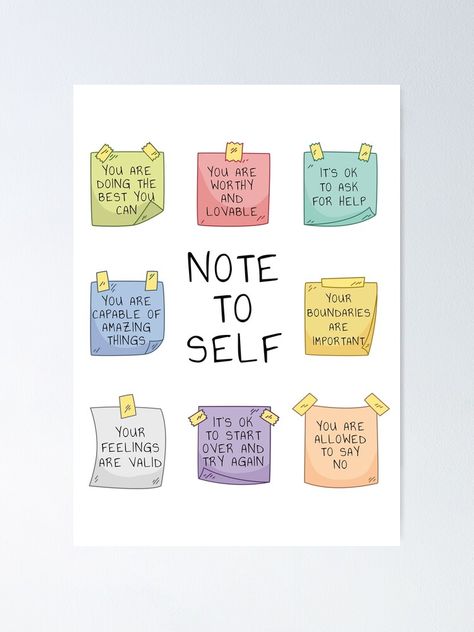 YOU ARE
DOING THE
BEST YOU
CAN
YOU ARE
WORTHY
AND
LOVABLE
IT'S OK
TO ASK
FOR HELP
YOU ARE
CAPABLE OF
AMAZING
THINGS
NOTE
TO
SELF
YOUR
BOUNDARIES
ARE
IMPORTANT
YOUR
FEELINGS
ARE VALID
IT'S OK
TO START
OVER AND
TRY AGAIN
YOU ARE
ALLOWED
TO SAY
NO